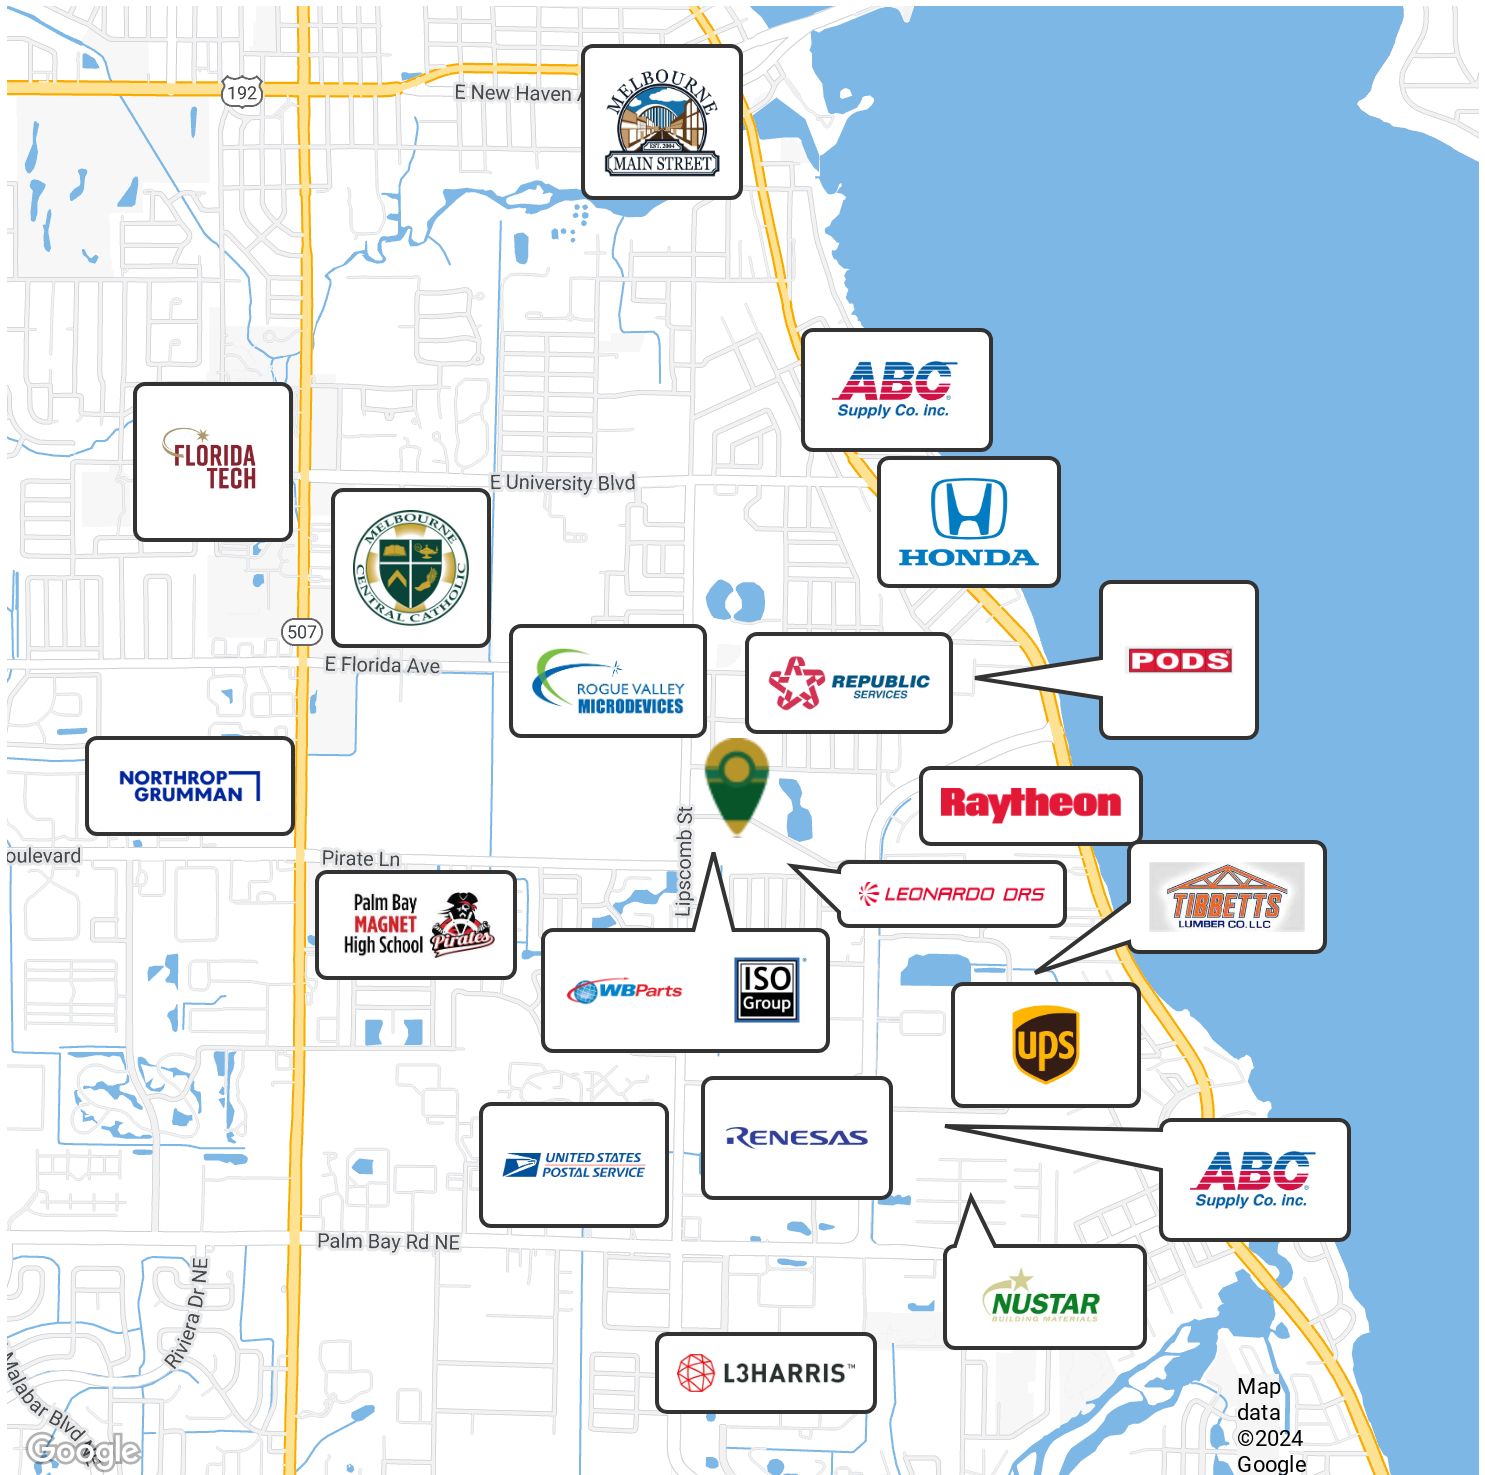 192
E New Haven A
MELBOURNE
EST. 2004
MAIN STREET
ABC
Supply Co. inc.
FLORIDA
TECH
E University Blvd
HONDA
MELBOURNE
CENTRAL CATHOLIC
507
E Florida Ave
ROGUE VALLEY
MICRODEVICES
REPUBLIC
SERVICES
PODS
NORTHROP
GRUMMAN
Raytheon
Lipscomb St
oulevard
Pirate Ln
Palm Bay
MAGNET
High School
Pirates
LEONARDO DRS
TIBBETTS
LUMBER CO. LLC
WBParts
ISO
Group
ups
RENESAS
UNITED STATES
POSTAL SERVICE
ABC
Supply Co. inc.
Palm Bay Rd NE
Riviera Dr NE
NUSTAR
BUILDING MATERIALS
L3HARRIS™
Malabar Blvd NE
Google
Map
data
©2024
Google